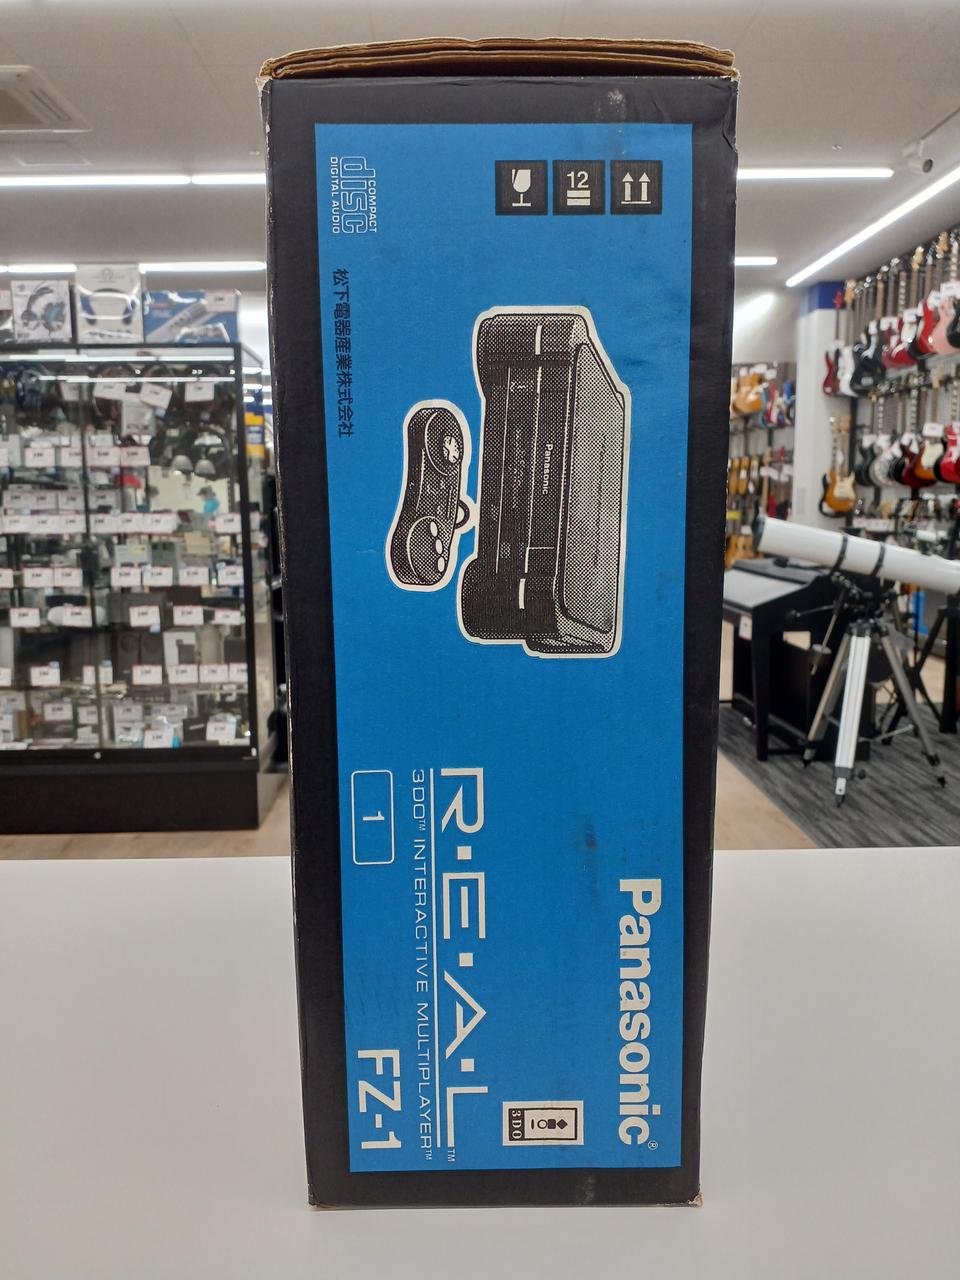 COMPACT
disc
DIGITAL AUDIO
12
松下電器産業株式会社
Panasonic
Panasonic®
3DO
R·E·A·L™
3DO™ INTERACTIVE MULTIPLAYER™
1
FZ-1